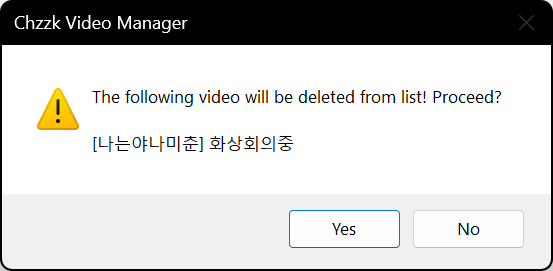 Chzzk Video Manager
The following video will be deleted from list! Proceed?
[나는야나미춘] 화상회의중
Yes
No